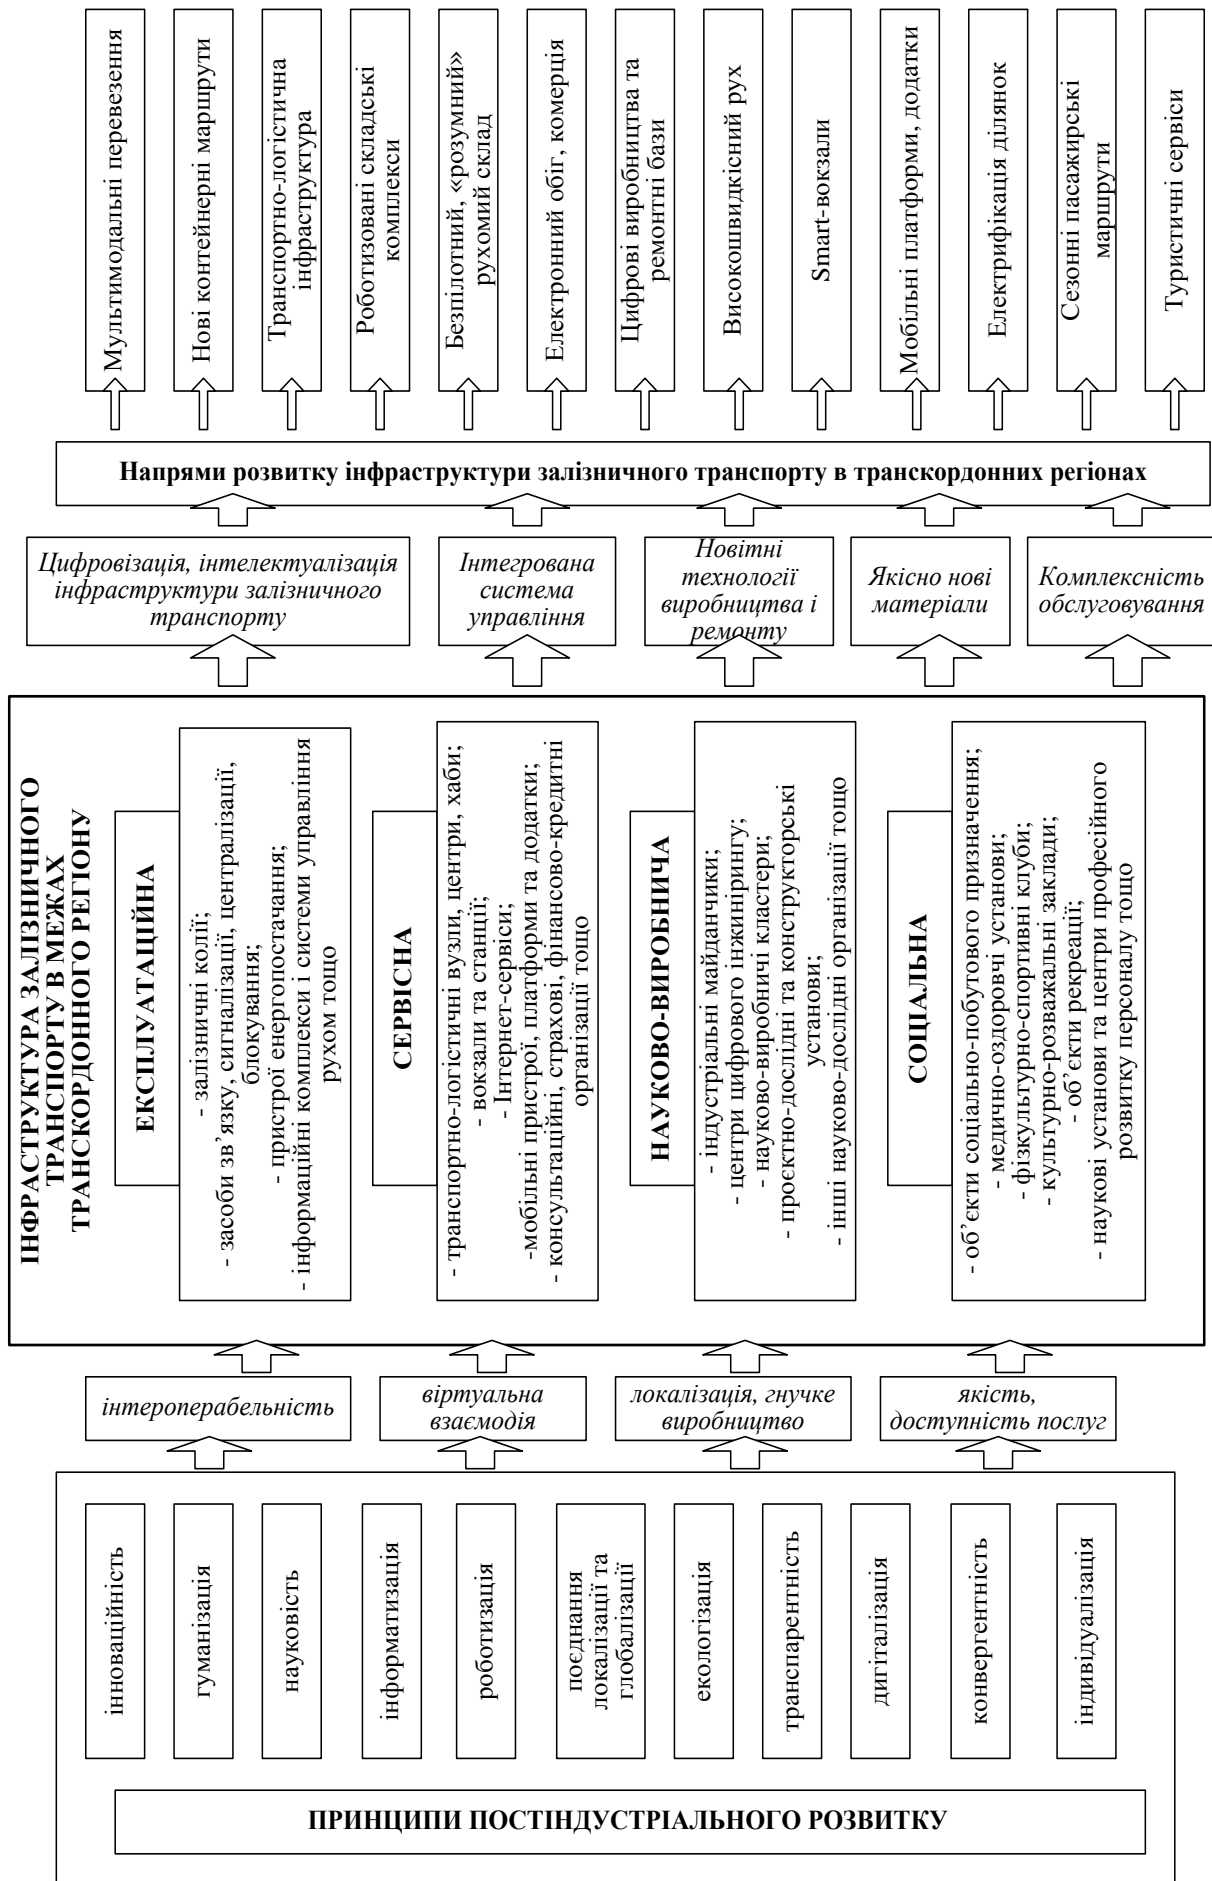 Мультимодальні перевезення
Нові контейнерні маршрути
Транспортно-логістична
інфраструктура
Роботизовані складські
комплекси
Безпілотний, «розумний»
рухомий склад
Електронний обіг, комерція
Цифрові виробництва та
ремонтні бази
Високошвидкісний рух
Smart-вокзали
Мобільні платформи, додатки
Електрифікація ділянок
Сезонні пасажирські
маршрути
Туристичні сервіси
Напрями розвитку інфраструктури залізничного транспорту в транскордонних регіонах
Цифровізація, інтелектуалізація
інфраструктури залізничного
транспорту
Інтегрована
система
управління
Новітні
технології
виробництва і
ремонту
Якісно нові
матеріали
Комплексність
обслуговування
ІНФРАСТРУКТУРА ЗАЛІЗНИЧНОГО
ТРАНСПОРТУ В МЕЖАХ
ТРАНСКОРДОННОГО РЕГІОНУ
ЕКСПЛУАТАЦІЙНА
- залізничні колії;
- засоби зв’язку, сигналізації, централізації,
блокування;
- пристрої енергопостачання;
- інформаційні комплекси і системи управління
рухом тощо
СЕРВІСНА
- транспортно-логістичні вузли, центри, хаби;
- вокзали та станції;
- Інтернет-сервіси;
-мобільні пристрої, платформи та додатки;
- консультаційні, страхові, фінансово-кредитні
організації тощо
НАУКОВО-ВИРОБНИЧА
- індустріальні майданчики;
- центри цифрового інжинірингу;
- науково-виробничі кластери;
- проєктно-дослідні та конструкторські
установи;
- інші науково-дослідні організації тощо
СОЦІАЛЬНА
- об’єкти соціально-побутового призначення;
- медично-оздоровчі установи;
- фізкультурно-спортивні клуби;
- культурно-розважальні заклади;
- об’єкти рекреації;
- наукові установи та центри професійного
розвитку персоналу тощо
інтероперабельність
віртуальна
взаємодія
локалізація, гнучке
виробництво
якість,
доступність послуг
інноваційність
гуманізація
науковість
інформатизація
роботизація
поєднання
локалізації та
глобалізації
екологізація
транспарентність
дигіталізація
конвергентність
індивідуалізація
ПРИНЦИПИ ПОСТІНДУСТРІАЛЬНОГО РОЗВИТКУ